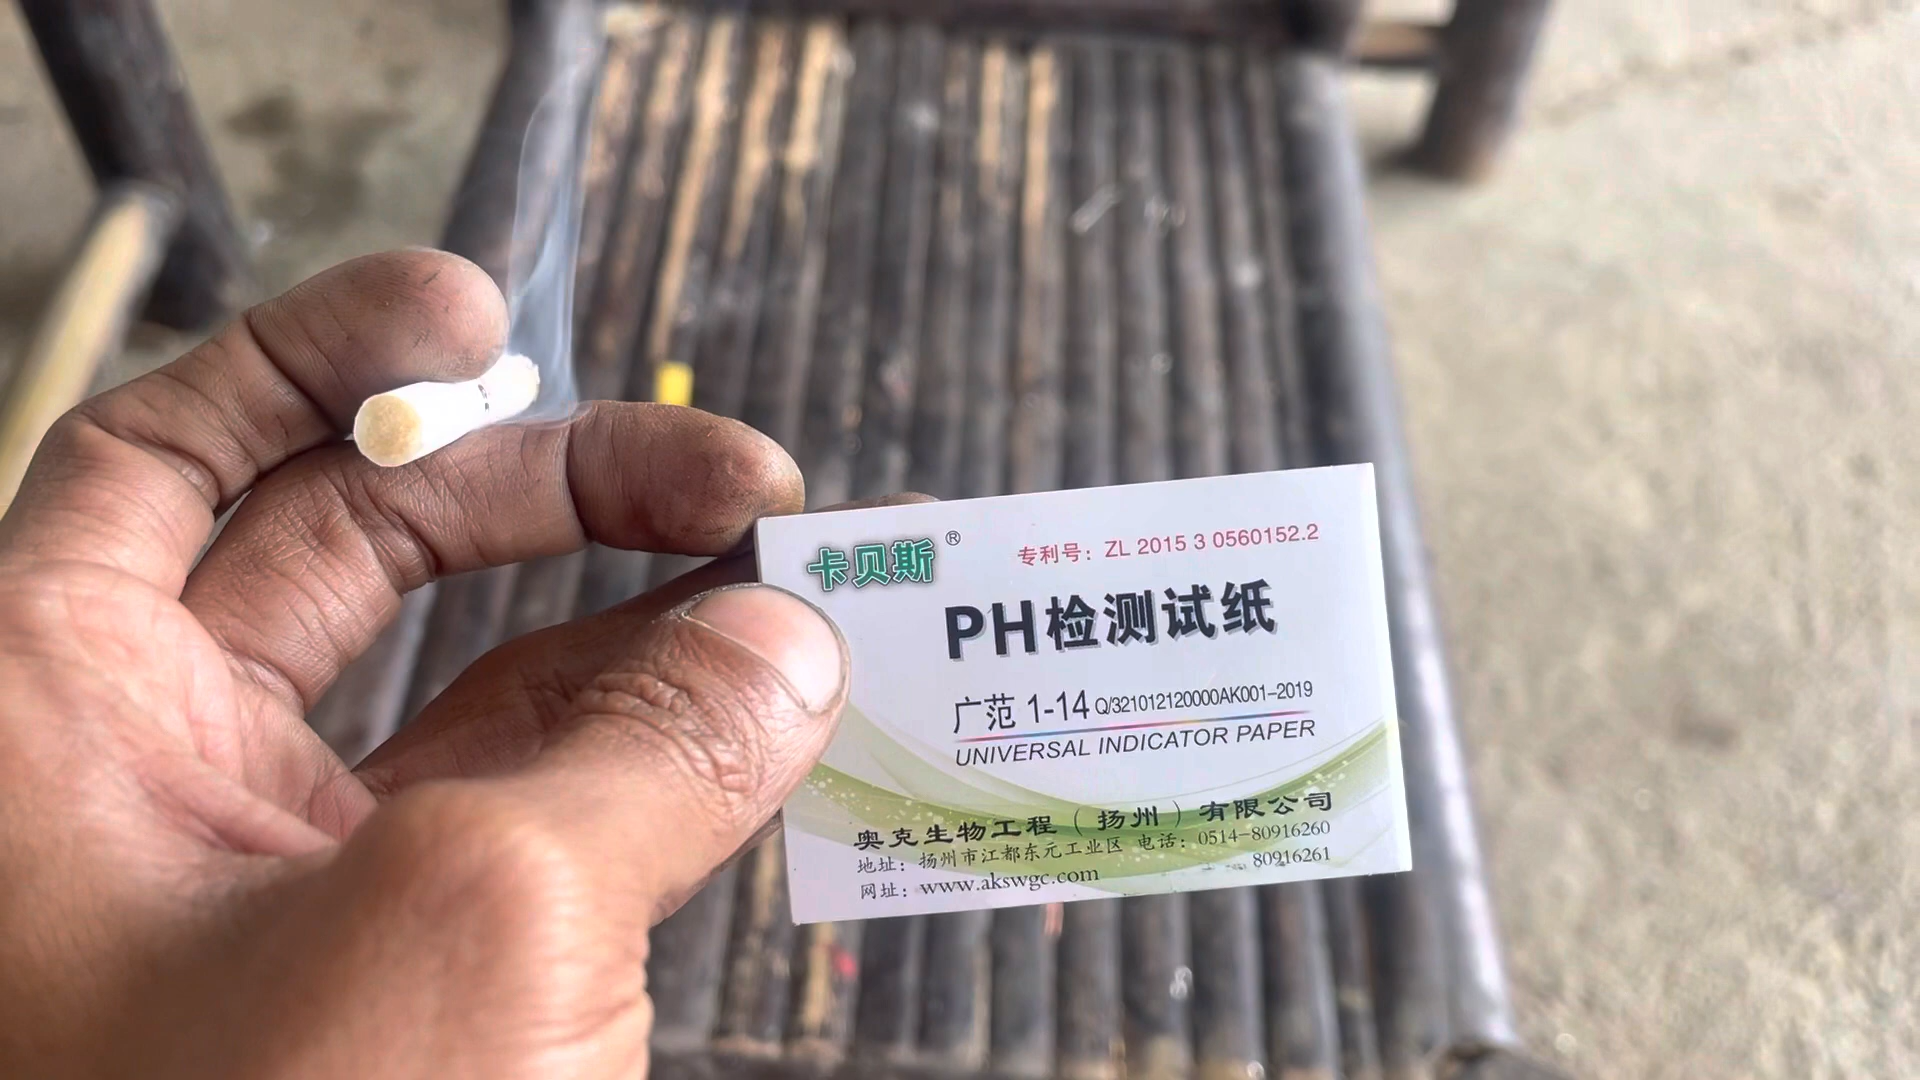 卡贝斯®
专利号：ZL 2015 3 0560152.2
PH检测试纸
广范 1-14 Q/321012120000AK001-2019
UNIVERSAL INDICATOR PAPER
奥克生物工程（扬州）有限公司
地址：扬州市江都东元工业区 电话：0514-80916260
80916261
网址：www.akswgc.com